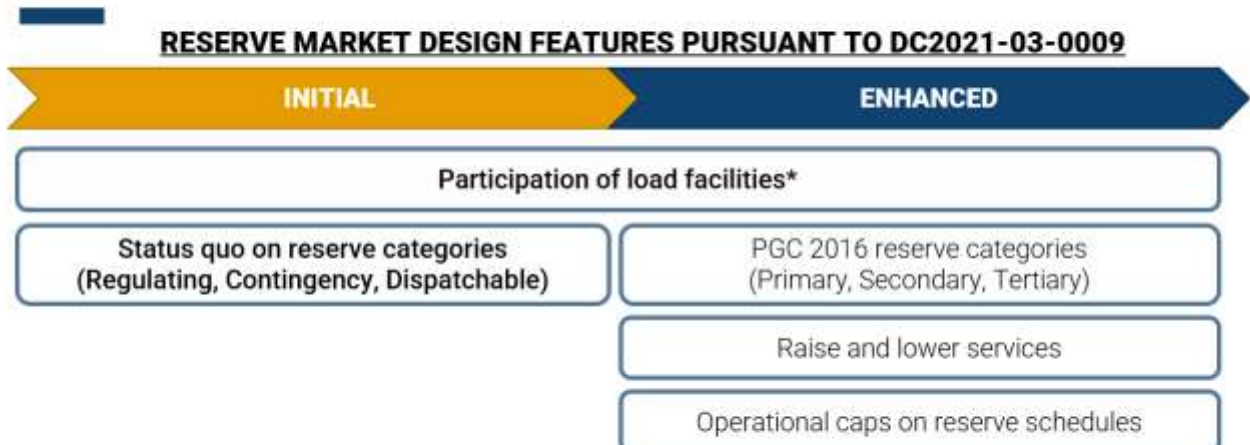 RESERVE MARKET DESIGN FEATURES PURSUANT TO DC2021-03-0009
INITIAL
ENHANCED
Participation of load facilities*
Status quo on reserve categories
(Regulating, Contingency, Dispatchable)
PGC 2016 reserve categories
(Primary, Secondary, Tertiary)
Raise and lower services
Operational caps on reserve schedules